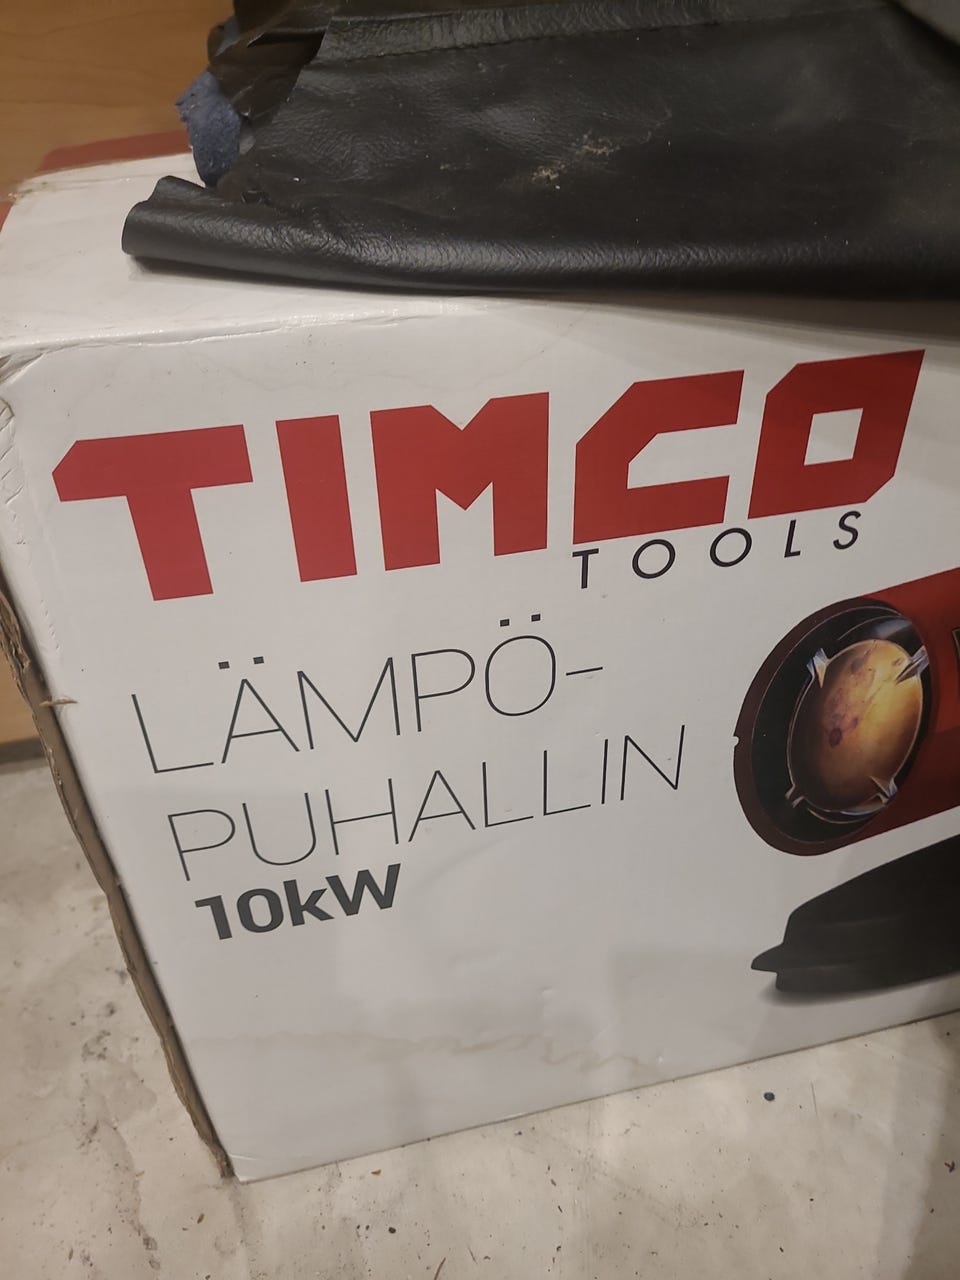 TIMCO
TOOLS
LÄMPÖ-
PUHALLIN
10kW